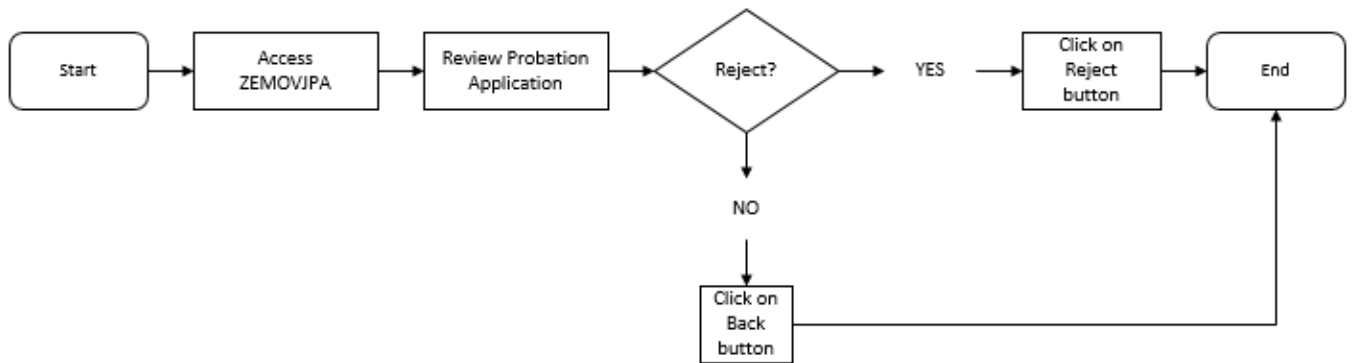 Start
Access
ZEMOVJPA
Review Probation
Application
Reject?
YES
Click on
Reject
button
End
NO
Click on
Back
button